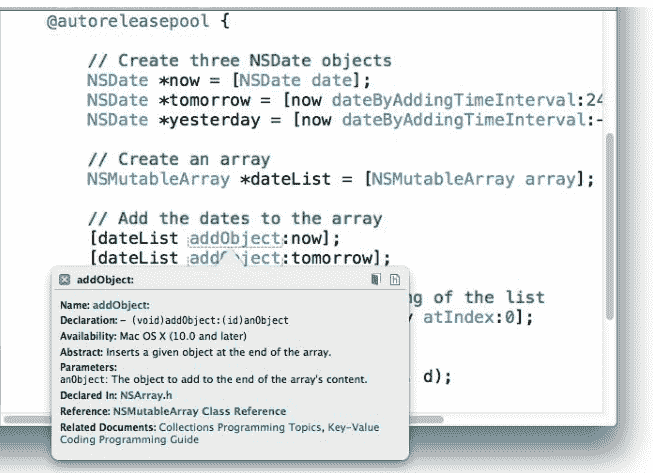 @autoreleasepool {
// Create three NSDate objects
NSDate *now = [NSDate date];
NSDate *tomorrow = [now dateByAddingTimeInterval:24
NSDate *yesterday = [now dateByAddingTimeInterval:-
// Create an array
NSMutableArray *dateList = [NSMutableArray array];
// Add the dates to the array
[dateList addObject:now];
[dateList addObject:tomorrow];
ng of the list
atIndex:0];
d);
addObject:
Name: addObject:
Declaration: - (void)addObject:(id)anObject
Availability: Mac OS X (10.0 and later)
Abstract: Inserts a given object at the end of the array.
Parameters:
anObject: The object to add to the end of the array's content.
Declared In: NSArray.h
Reference: NSMutableArray Class Reference
Related Documents: Collections Programming Topics, Key-Value
Coding Programming Guide